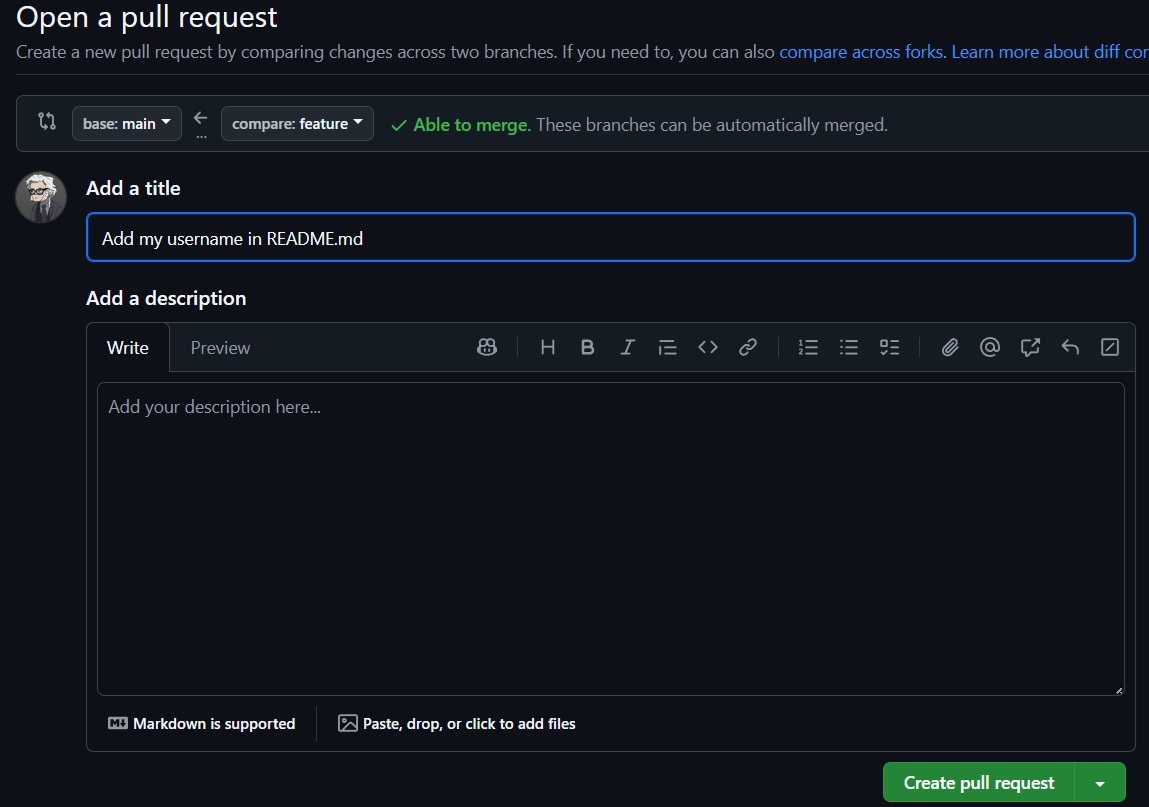 Open a pull request
Create a new pull request by comparing changes across two branches. If you need to, you can also compare across forks. Learn more about diff
base: main
...
compare: feature
Able to merge. These branches can be automatically merged.
Add a title
Add my username in README.md
Add a description
Write Preview
Add your description here...
Markdown is supported Paste, drop, or click to add files
Create pull request